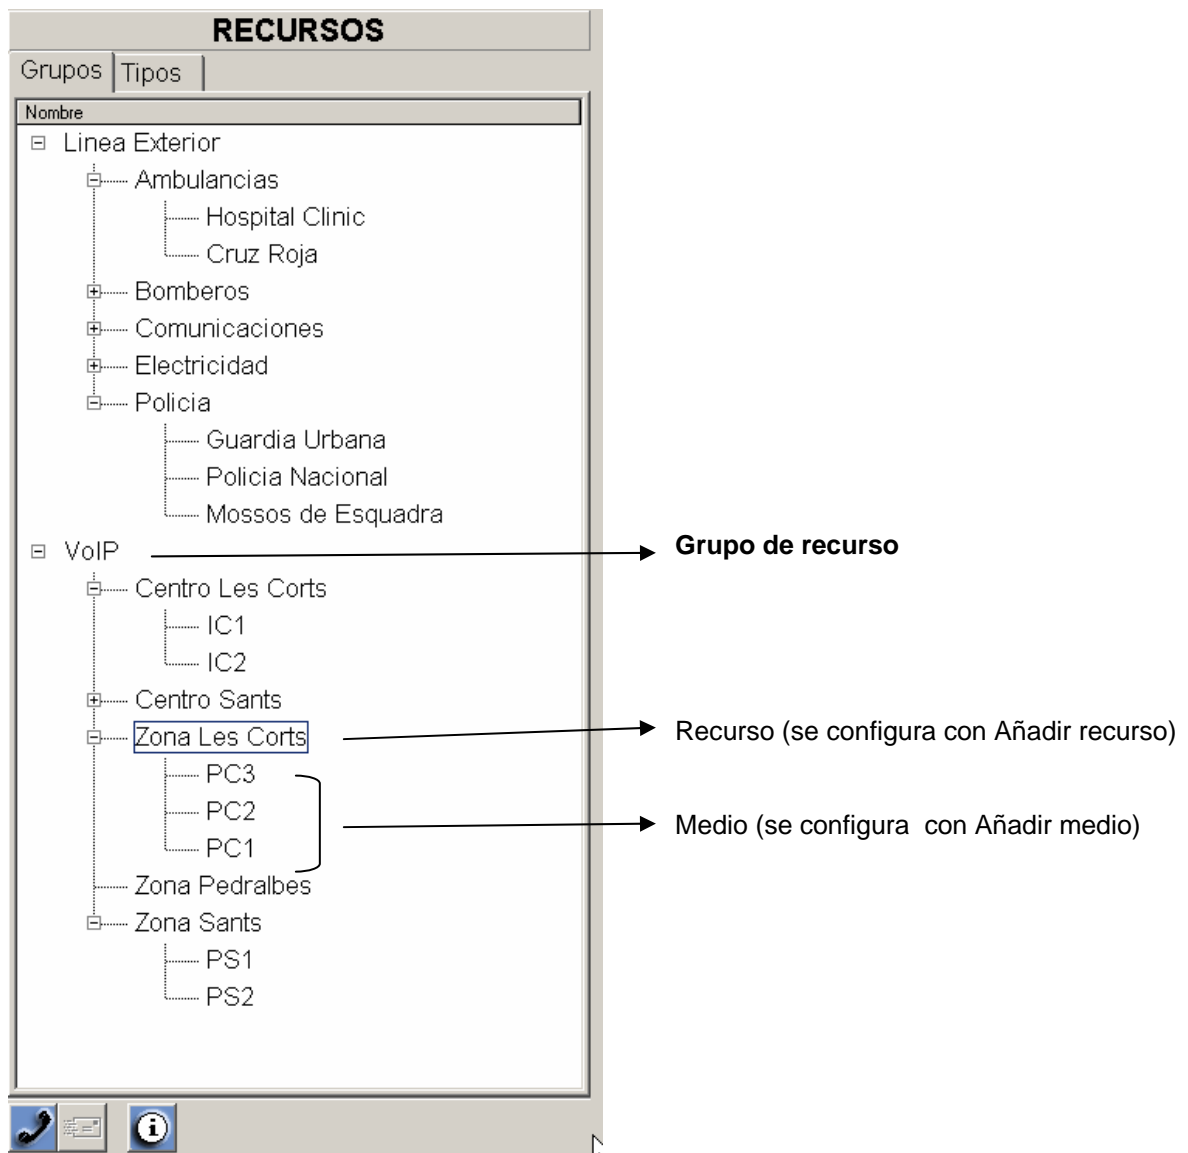 RECURSOS
Grupos Tipos
Nombre
Linea Exterior
Ambulancias
Hospital Clinic
Cruz Roja
Bomberos
Comunicaciones
Electricidad
Policia
Guardia Urbana
Policia Nacional
Mossos de Esquadra
VoIP
Grupo de recurso
Centro Les Corts
IC1
IC2
Centro Sants
Zona Les Corts
Recurso (se configura con Añadir recurso)
PC3
PC2
Medio (se configura con Añadir medio)
PC1
Zona Pedralbes
Zona Sants
PS1
PS2